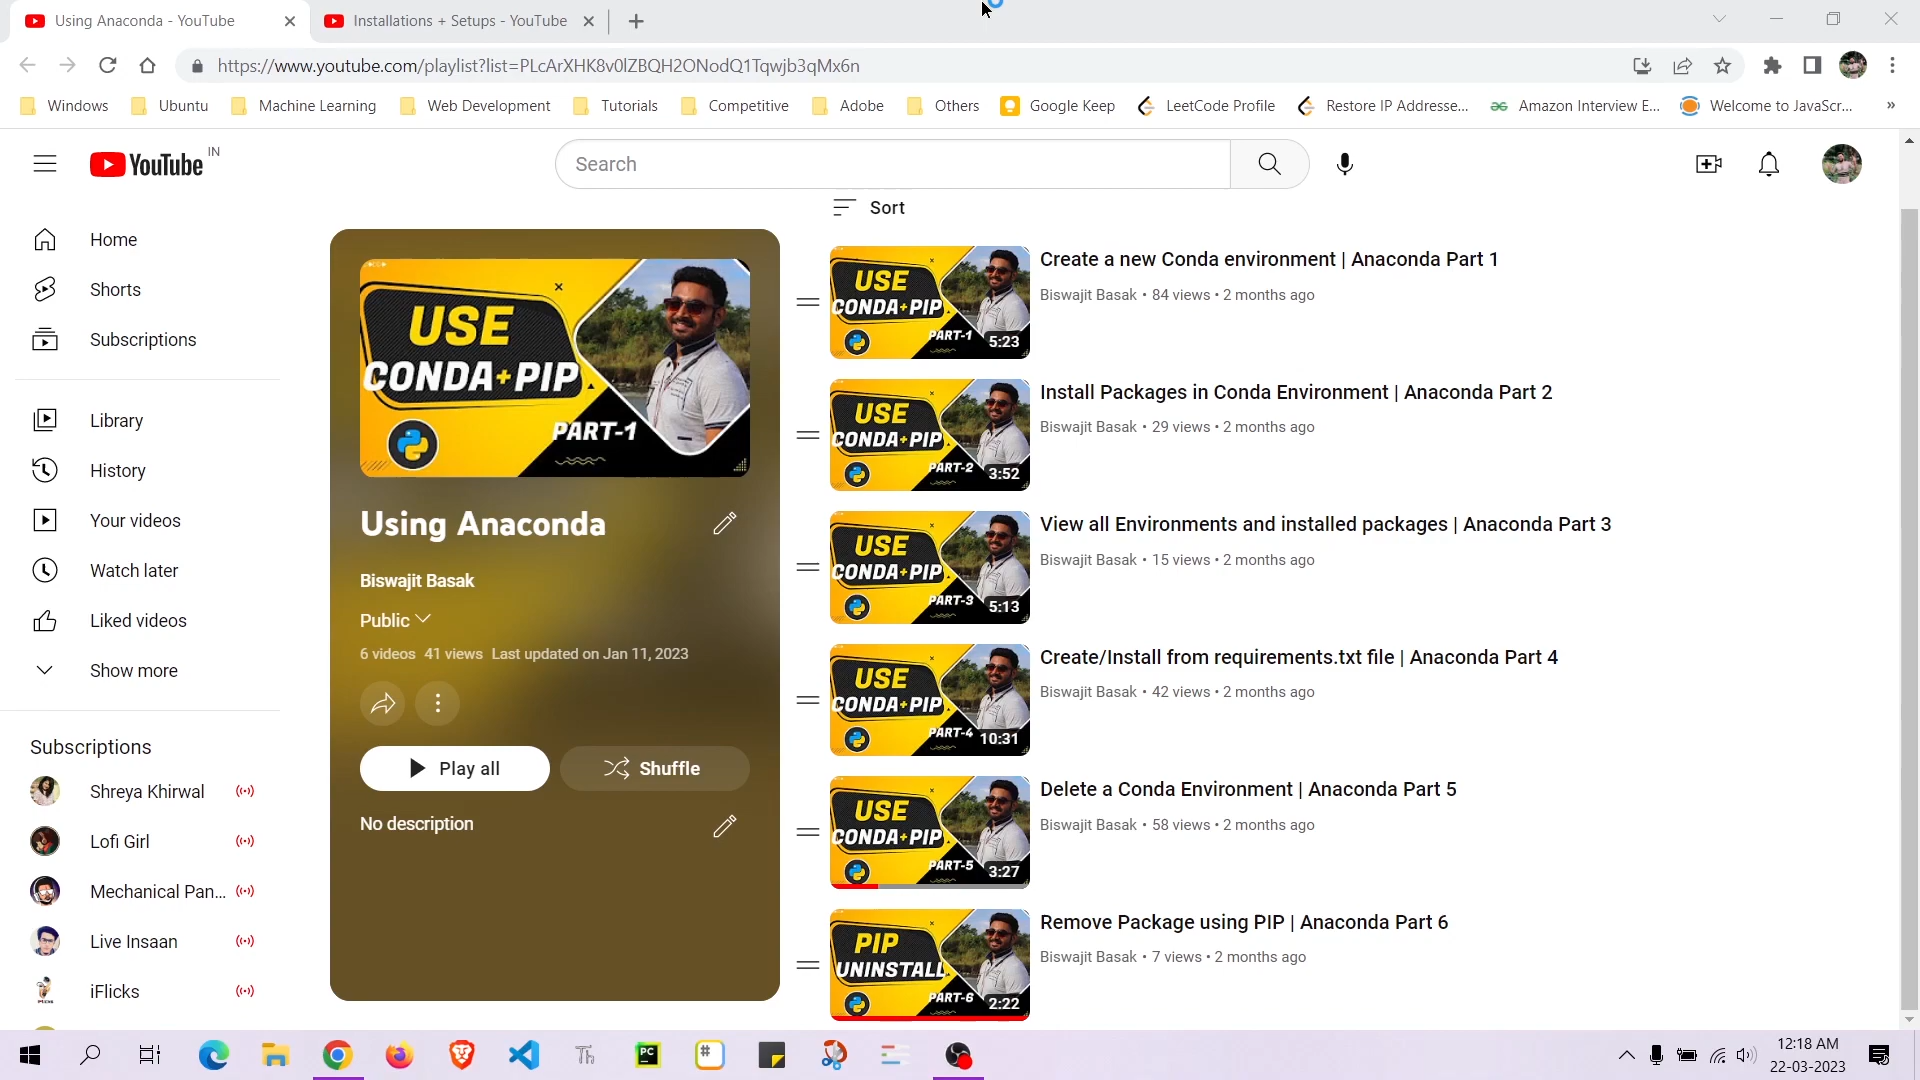 Using Anaconda - YouTube
Installations + Setups - YouTube
https://www.youtube.com/playlist?list=PLcArXHK8v0lZBQH2ONodQ1Tqwjb3qMx6n
Windows
Ubuntu
Machine Learning
Web Development
Tutorials
Competitive
Adobe
Others
Google Keep
LeetCode Profile
Restore IP Addresse...
Amazon Interview E...
Welcome to JavaScr...
»
YouTube IN
Search
Home
Shorts
Subscriptions
Library
History
Your videos
Watch later
Liked videos
Show more
Subscriptions
Shreya Khirwal
Lofi Girl
Mechanical Pan...
Live Insaan
iFlicks
USE
CONDA+PIP
PART-1
Using Anaconda
Biswajit Basak
Public
6 videos 41 views Last updated on Jan 11, 2023
Play all
Shuffle
No description
Sort
USE
CONDA+PIP
PART-1
5:23
Create a new Conda environment | Anaconda Part 1
Biswajit Basak • 84 views • 2 months ago
USE
CONDA+PIP
PART-2
3:52
Install Packages in Conda Environment | Anaconda Part 2
Biswajit Basak • 29 views • 2 months ago
USE
CONDA+PIP
PART-3
5:13
View all Environments and installed packages | Anaconda Part 3
Biswajit Basak • 15 views • 2 months ago
USE
CONDA+PIP
PART-4
10:31
Create/Install from requirements.txt file | Anaconda Part 4
Biswajit Basak • 42 views • 2 months ago
USE
CONDA+PIP
PART-5
3:27
Delete a Conda Environment | Anaconda Part 5
Biswajit Basak • 58 views • 2 months ago
PIP
UNINSTALL
PART-6
2:22
Remove Package using PIP | Anaconda Part 6
Biswajit Basak • 7 views • 2 months ago
Th
PC
#
12:18 AM
22-03-2023